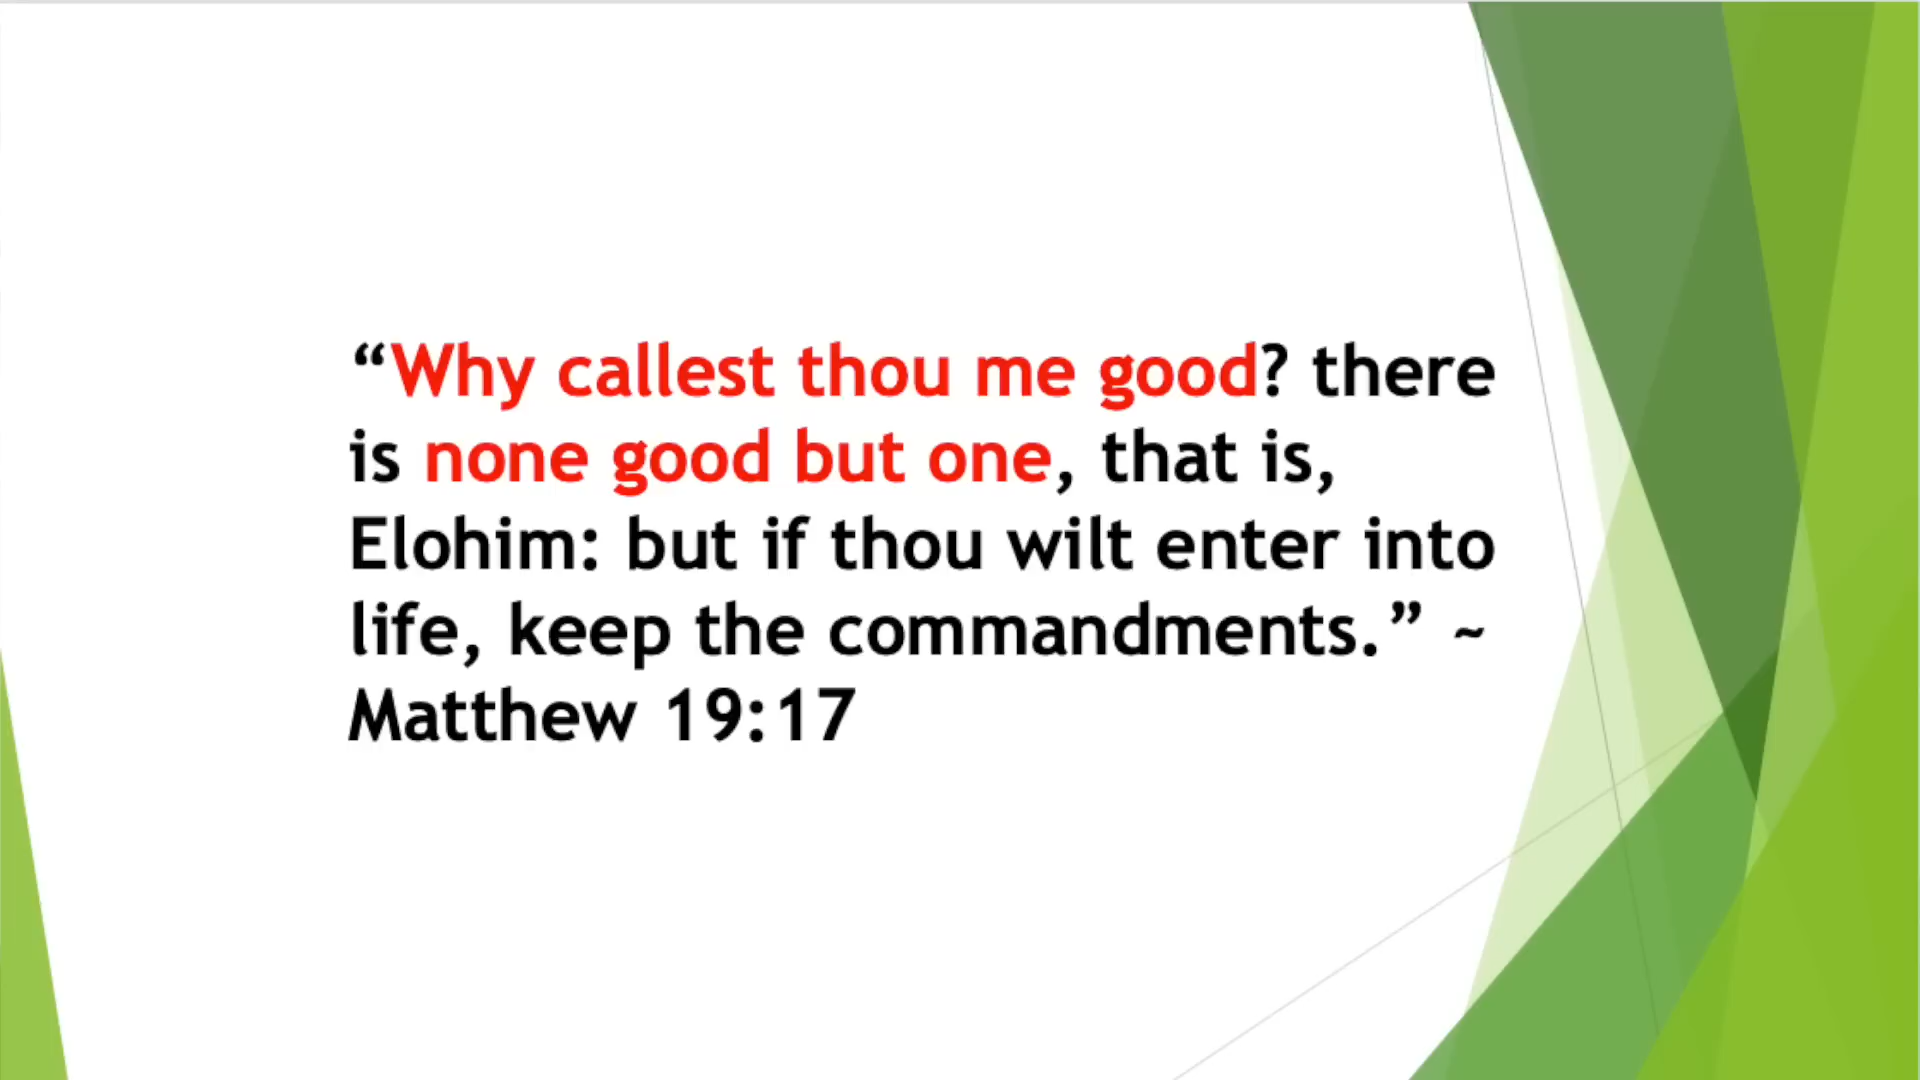 “Why callest thou me good? there
is none good but one, that is,
Elohim: but if thou wilt enter into
life, keep the commandments.” ~
Matthew 19:17